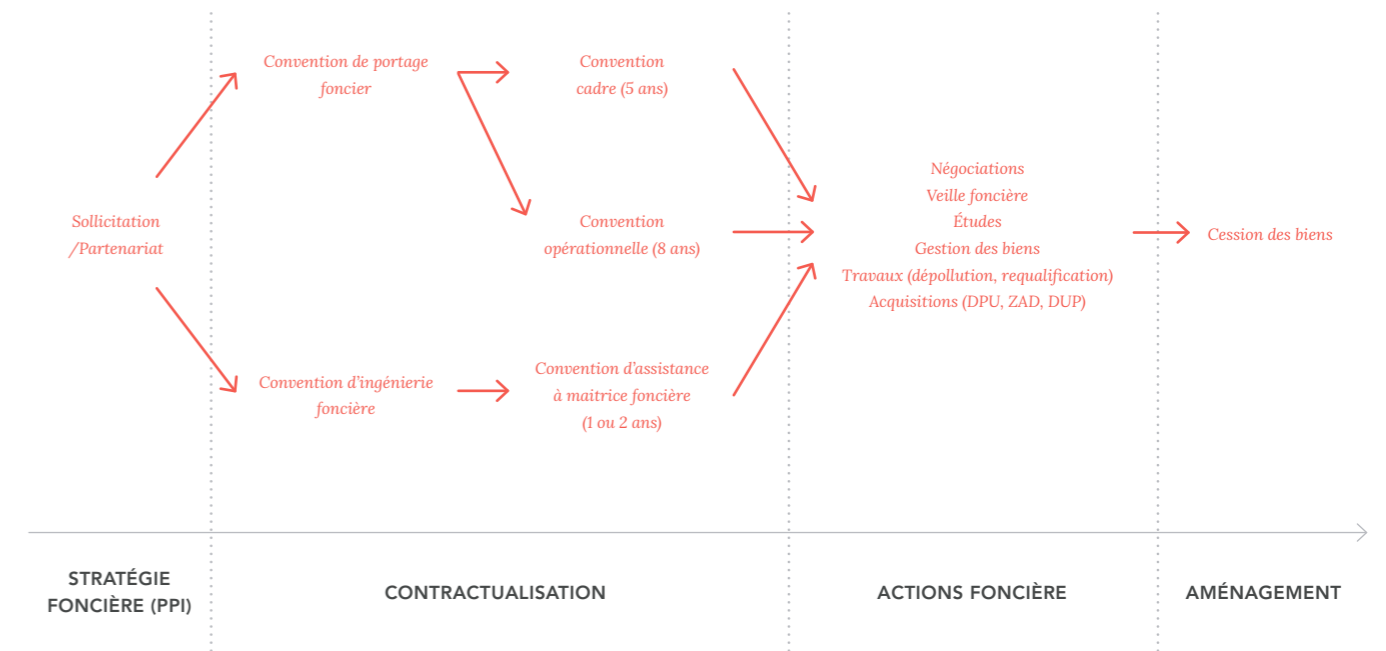 Sollicitation
/Partenariat
Convention de portage
foncier
Convention
cadre (5 ans)
Convention
opérationnelle (8 ans)
Convention d'ingénierie
foncière
Convention d'assistance
à maitrice foncière
(1 ou 2 ans)
Négociations
Veille foncière
Études
Gestion des biens
Travaux (dépollution, requalification)
Acquisitions (DPU, ZAD, DUP)
Cession des biens
STRATÉGIE
FONCIÈRE (PPI)
CONTRACTUALISATION
ACTIONS FONCIÈRE
AMÉNAGEMENT